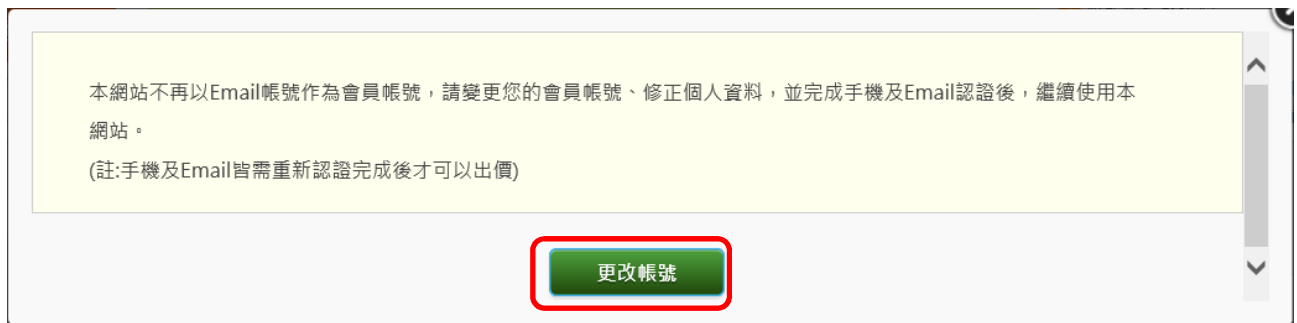 本網站不再以Email帳號作為會員帳號，請變更您的會員帳號、修正個人資料，並完成手機及Email認證後，繼續使用本
網站。
(註:手機及Email皆需重新認證完成後才可以出價)
更改帳號